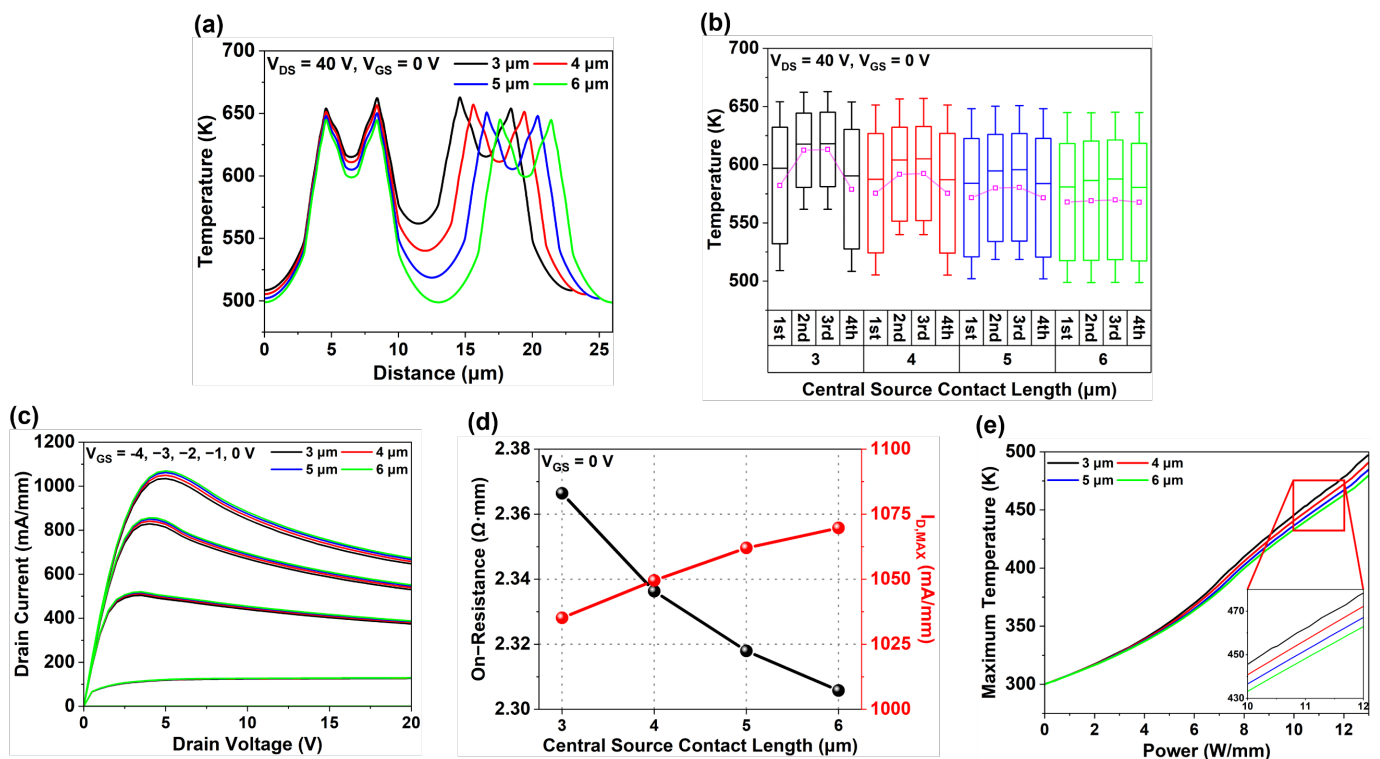 (a)
V_DS = 40 V, V_GS = 0 V
3 μm
4 μm
5 μm
6 μm
Temperature (K)
700
650
600
550
500
0
5
10
15
20
25
Distance (μm)
(b)
V_DS = 40 V, V_GS = 0 V
Temperature (K)
700
650
600
550
500
1st 2nd 3rd 4th 1st 2nd 3rd 4th 1st 2nd 3rd 4th 1st 2nd 3rd 4th
3 4 5 6
Central Source Contact Length (μm)
(c)
V_GS = -4, −3, −2, −1, 0 V
3 μm
4 μm
5 μm
6 μm
Drain Current (mA/mm)
1200
1000
800
600
400
200
0
0
5
10
15
20
Drain Voltage (V)
(d)
V_GS = 0 V
On−Resistance (Ω·mm)
2.38
2.36
2.34
2.32
2.30
3
4
5
6
Central Source Contact Length (μm)
1100
1070
1050
1025
1000
I_D,MAX (mA/mm)
(e)
3 μm
4 μm
5 μm
6 μm
Maximum Temperature (K)
500
450
400
350
300
470
450
430
10
11
12
0
2
4
6
8
10
12
Power (W/mm)